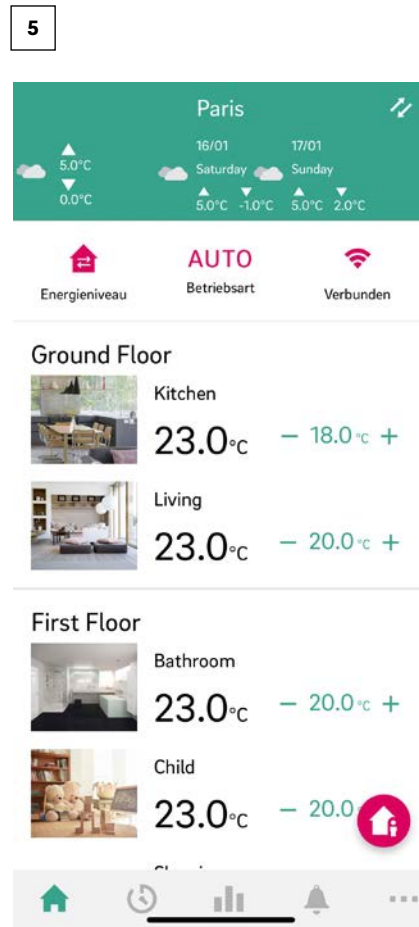 5
Paris
16/01 17/01
5.0°C Saturday Sunday
0.0°C 5.0°C -1.0°C 5.0°C 2.0°C
AUTO
Energieniveau Betriebsart Verbunden
Ground Floor
Kitchen
23.0°C − 18.0 °C +
Living
23.0°C − 20.0 °C +
First Floor
Bathroom
23.0°C − 20.0 °C +
Child
23.0°C − 20.0